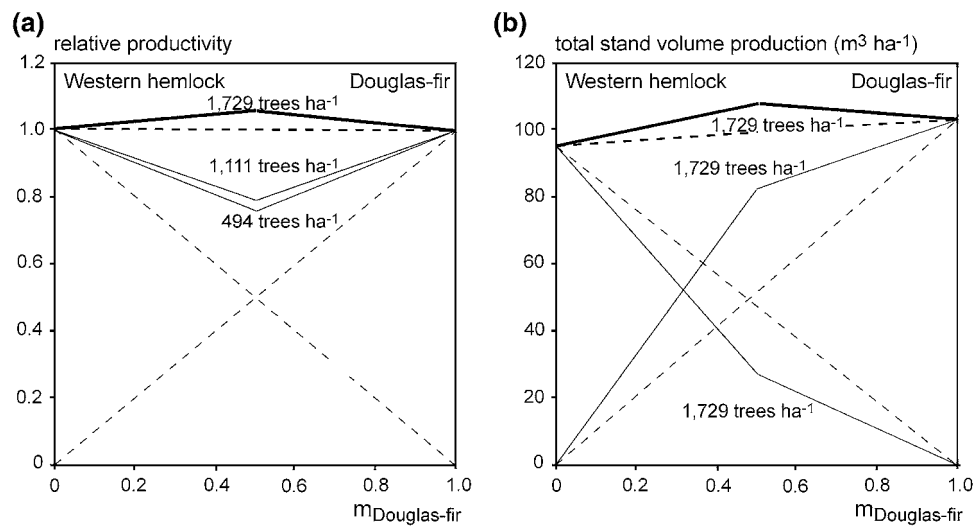 (a)
relative productivity
1.2
1.0
0.8
0.6
0.4
0.2
0
Western hemlock
Douglas-fir
1,729 trees ha-1
1,111 trees ha-1
494 trees ha-1
0 0.2 0.4 0.6 0.8 1.0
mDouglas-fir
(b)
total stand volume production (m3 ha-1)
120
100
80
60
40
20
0
Western hemlock
Douglas-fir
1,729 trees ha-1
1,729 trees ha-1
1,729 trees ha-1
0 0.2 0.4 0.6 0.8 1.0
mDouglas-fir